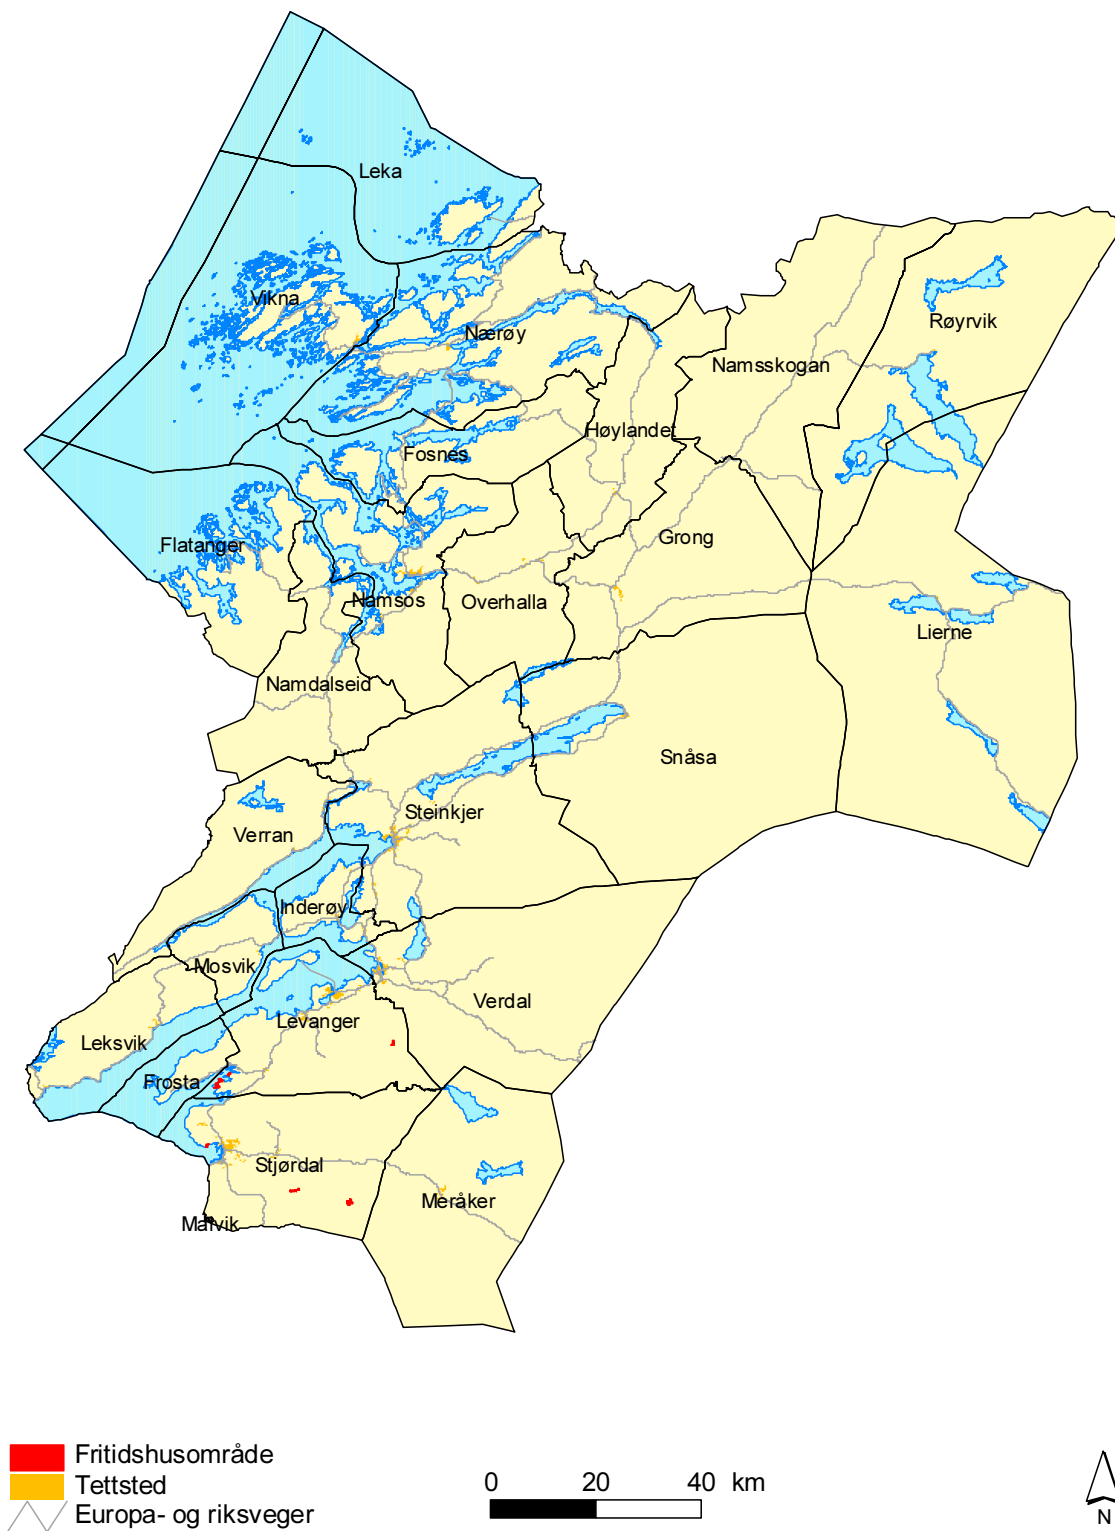 Leka
Vikna
Røyrvik
Nærøy
Namsskogan
Høylandet
Fosnes
Grong
Flatanger
Namsos
Overhalla
Lierne
Namdalseid
Snåsa
Steinkjer
Verran
Inderøy
Mosvik
Verdal
Levanger
Leksvik
Frosta
Stjørdal
Meråker
Malvik
Fritidshusområde
Tettsted
Europa- og riksveger
0 20 40 km
N